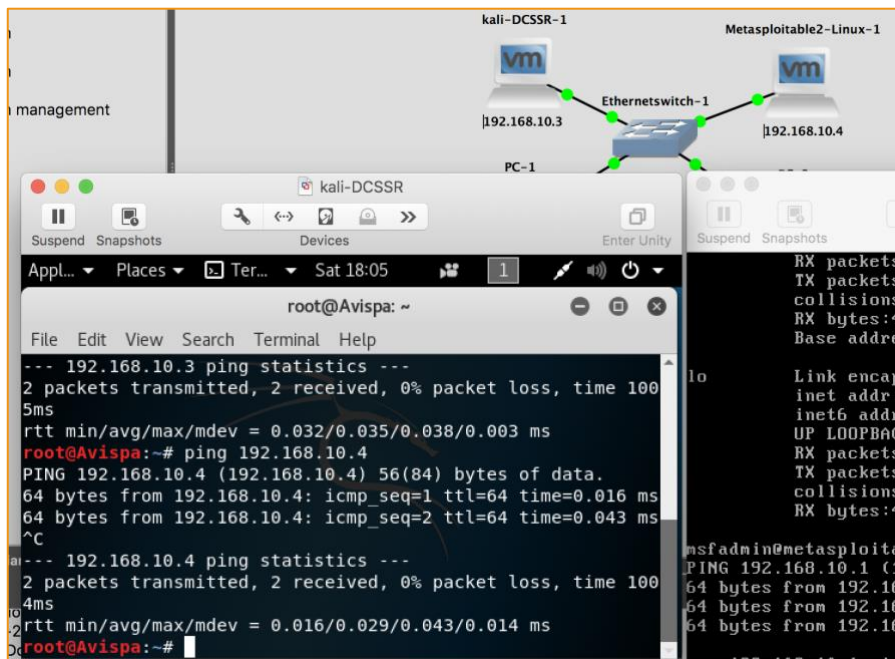 kali-DCSSR-1
Metasploitable2-Linux-1
vm
vm
management
Ethernetswitch-1
192.168.10.3
192.168.10.4
PC-1
kali-DCSSR
Suspend Snapshots Devices Enter Unity
Suspend Snapshots
Appl... Places Ter... Sat 18:05 1
root@Avispa: ~
File Edit View Search Terminal Help
--- 192.168.10.3 ping statistics ---
2 packets transmitted, 2 received, 0% packet loss, time 100
5ms
rtt min/avg/max/mdev = 0.032/0.035/0.038/0.003 ms
root@Avispa:~# ping 192.168.10.4
PING 192.168.10.4 (192.168.10.4) 56(84) bytes of data.
64 bytes from 192.168.10.4: icmp_seq=1 ttl=64 time=0.016 ms
64 bytes from 192.168.10.4: icmp_seq=2 ttl=64 time=0.043 ms
^C
--- 192.168.10.4 ping statistics ---
2 packets transmitted, 2 received, 0% packet loss, time 100
4ms
rtt min/avg/max/mdev = 0.016/0.029/0.043/0.014 ms
root@Avispa:~#
RX packets
TX packets
collisions
RX bytes:4
Base addre
lo Link encap
inet addr
inet6 addr
UP LOOPBAC
RX packets
TX packets
collisions
RX bytes:4
msfadmin@metasploita
PING 192.168.10.1 (1
64 bytes from 192.16
64 bytes from 192.16
64 bytes from 192.16